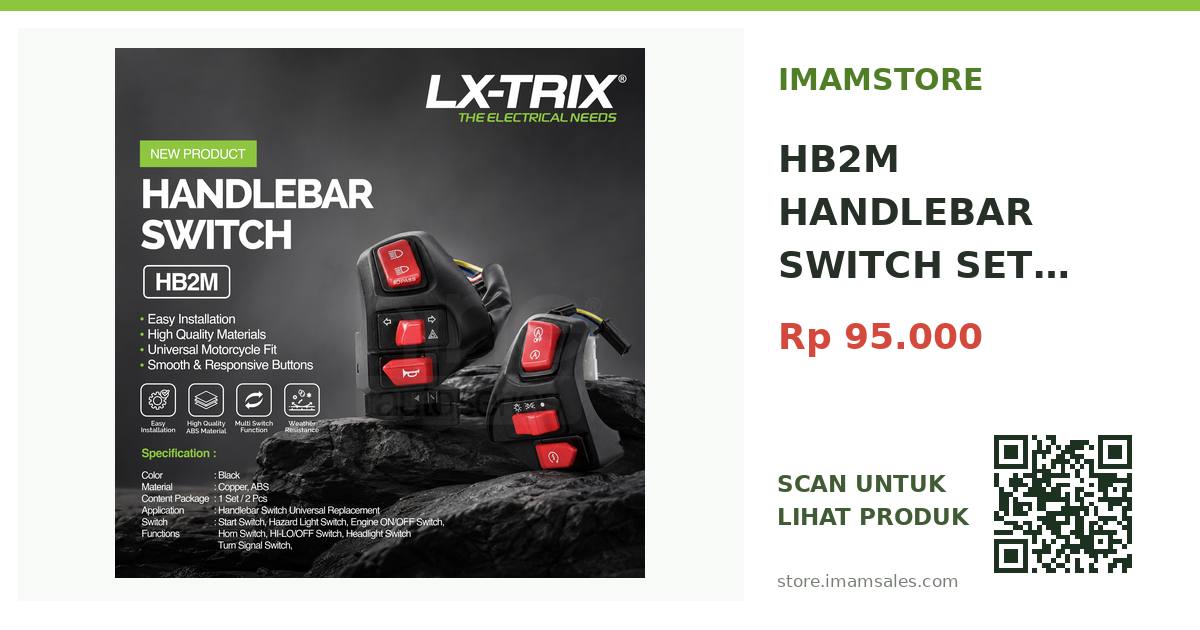 LX-TRIX®
THE ELECTRICAL NEEDS
NEW PRODUCT
HANDLEBAR
SWITCH
HB2M
• Easy Installation
• High Quality Materials
• Universal Motorcycle Fit
• Smooth & Responsive Buttons
Easy Installation
High Quality ABS Material
Multi Switch Function
Weather Resistance
Specification :
Color : Black
Material : Copper, ABS
Content Package : 1 Set / 2 Pcs
Application : Handlebar Switch Universal Replacement
Switch : Start Switch, Hazard Light Switch, Engine ON/OFF Switch,
Functions Horn Switch, HI-LO/OFF Switch, Headlight Switch
Turn Signal Switch,
PASS
OFF
IMAMSTORE
HB2M
HANDLEBAR
SWITCH SET...
Rp 95.000
SCAN UNTUK
LIHAT PRODUK
store.imamsales.com